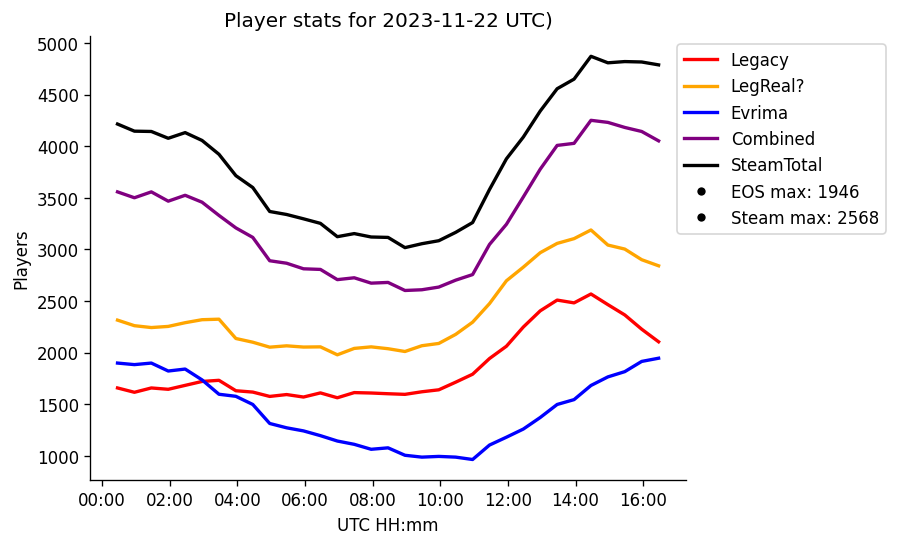 Player stats for 2023-11-22 UTC)
5000
4500
4000
3500
3000
2500
2000
1500
1000
Players
00:00 02:00 04:00 06:00 08:00 10:00 12:00 14:00 16:00
UTC HH:mm
Legacy
LegReal?
Evrima
Combined
SteamTotal
EOS max: 1946
Steam max: 2568